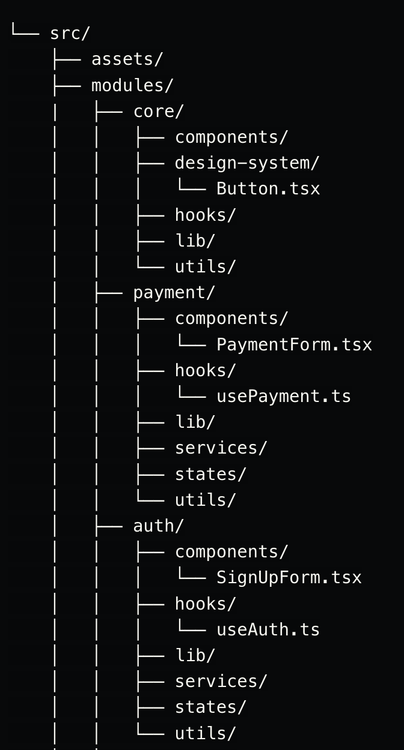 └── src/
    ├── assets/
    ├── modules/
    |   ├── core/
    │   │   ├── components/
    │   │   ├── design-system/
    │   │   │   └── Button.tsx
    │   │   ├── hooks/
    │   │   ├── lib/
    │   │   └── utils/
    │   ├── payment/
    │   │   ├── components/
    │   │   │   └── PaymentForm.tsx
    │   │   ├── hooks/
    │   │   │   └── usePayment.ts
    │   │   ├── lib/
    │   │   ├── services/
    │   │   ├── states/
    │   │   └── utils/
    │   ├── auth/
    │   │   ├── components/
    │   │   │   └── SignUpForm.tsx
    │   │   ├── hooks/
    │   │   │   └── useAuth.ts
    │   │   ├── lib/
    │   │   ├── services/
    │   │   ├── states/
    │   │   └── utils/